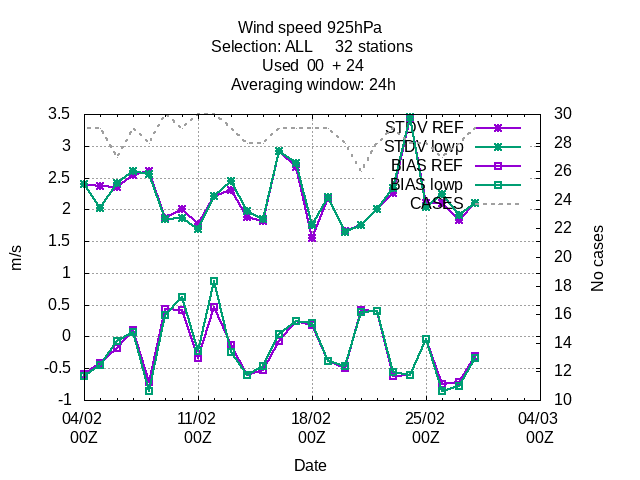 Wind speed 925hPa
Selection: ALL 32 stations
Used 00 + 24
Averaging window: 24h
3.5
3
2.5
2
1.5
1
0.5
0
-0.5
-1
m/s
30
28
26
24
22
20
18
16
14
12
10
No cases
STDV REF
STDV lowp
BIAS REF
BIAS lowp
CASES
04/02 11/02 18/02 25/02 04/03
00Z 00Z 00Z 00Z 00Z
Date